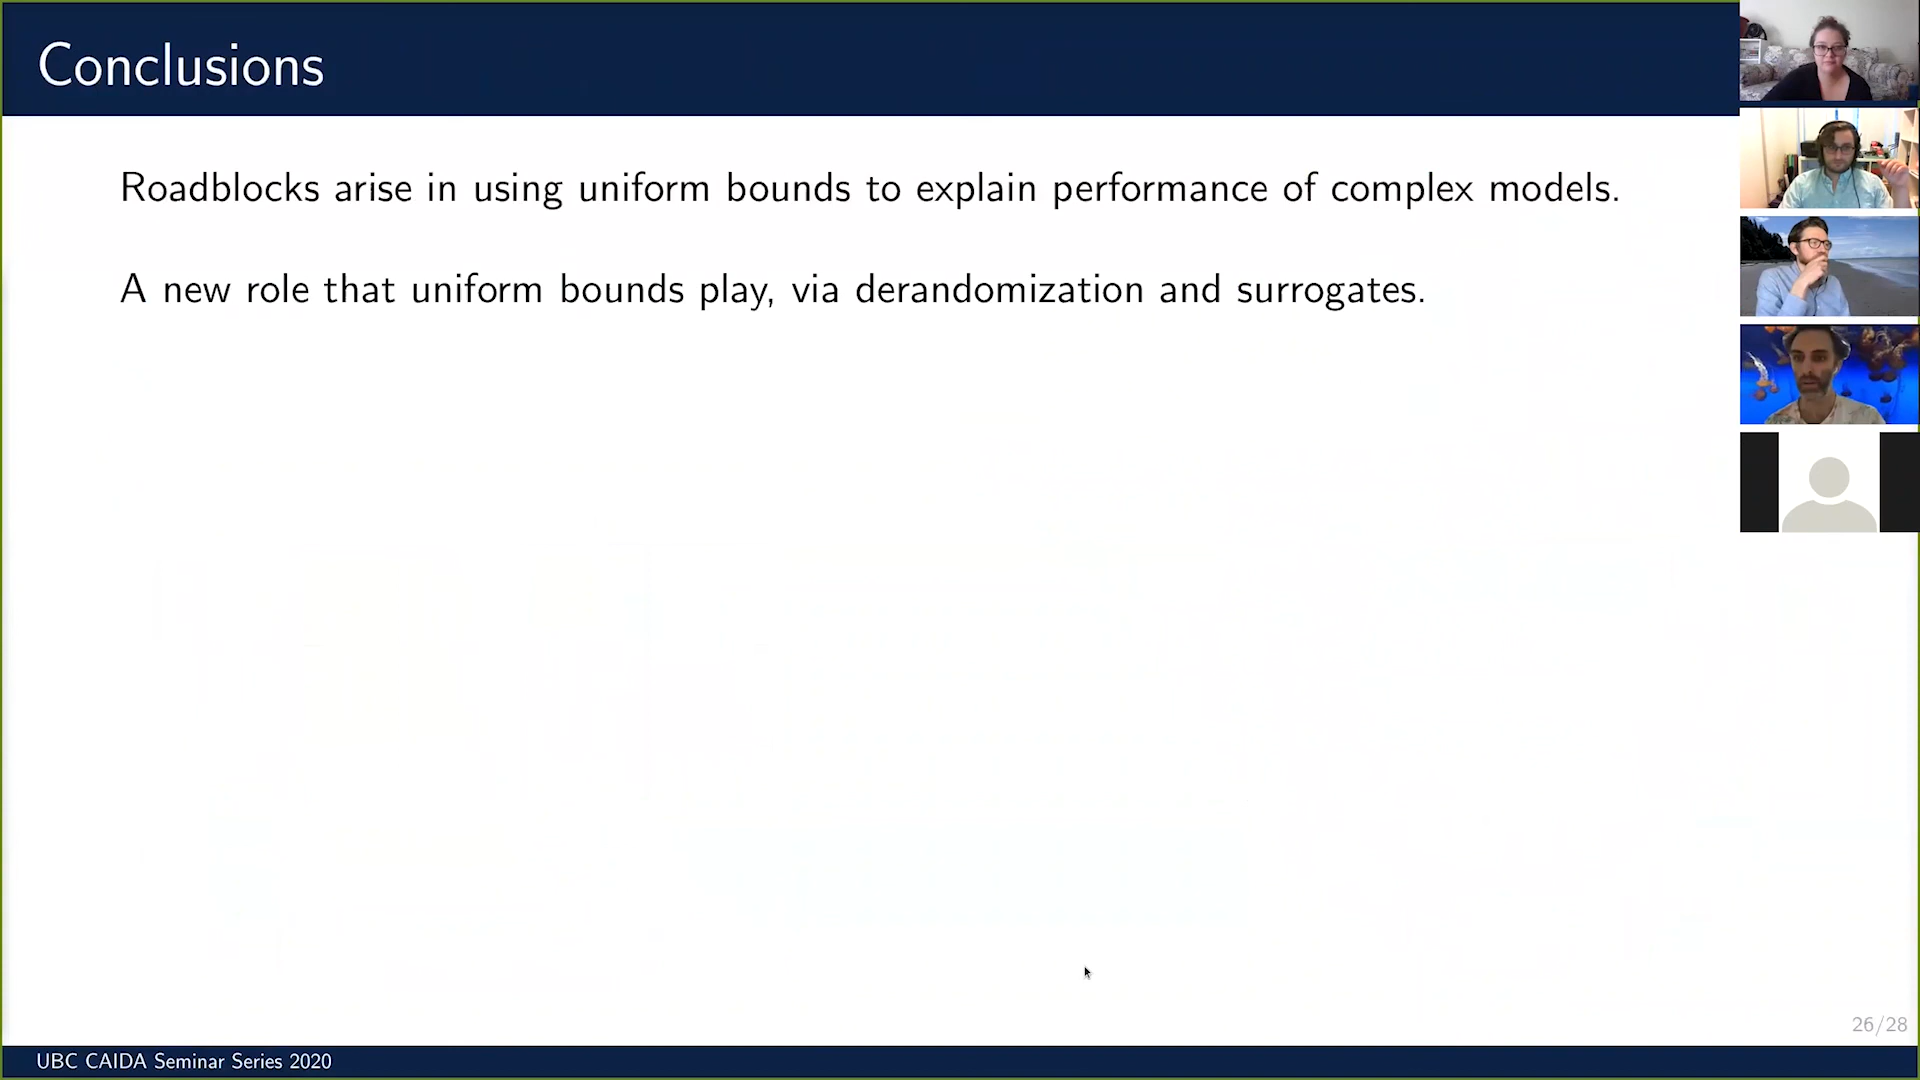 Conclusions
Roadblocks arise in using uniform bounds to explain performance of complex models.
A new role that uniform bounds play, via derandomization and surrogates.
26/28
UBC CAIDA Seminar Series 2020